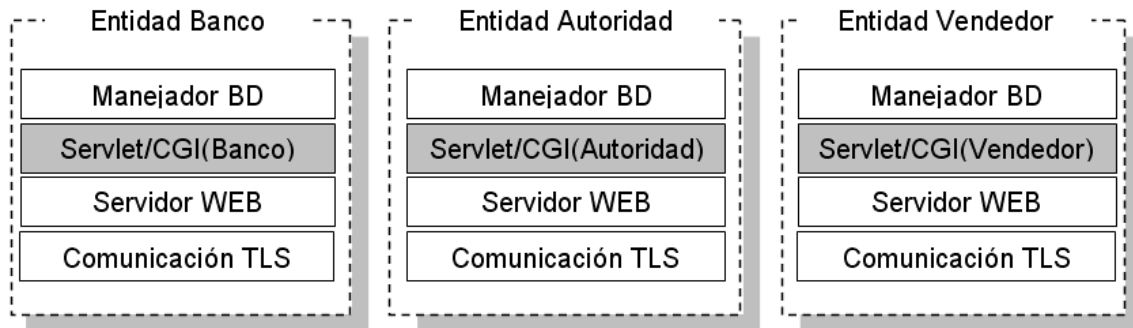 Entidad Banco
Manejador BD
Servlet/CGI(Banco)
Servidor WEB
Comunicación TLS
Entidad Autoridad
Manejador BD
Servlet/CGI(Autoridad)
Servidor WEB
Comunicación TLS
Entidad Vendedor
Manejador BD
Servlet/CGI(Vendedor)
Servidor WEB
Comunicación TLS